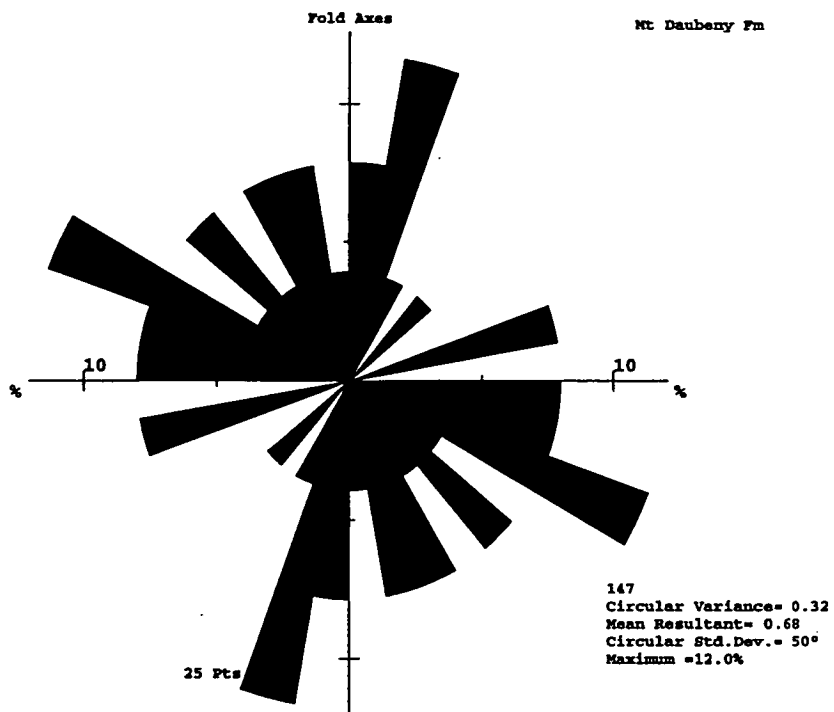 Fold Axes
Mt Daubeny Fm
10
10
%
%
25 Pts
147
Circular Variance= 0.32
Mean Resultant= 0.68
Circular Std.Dev.= 50°
Maximum =12.0%